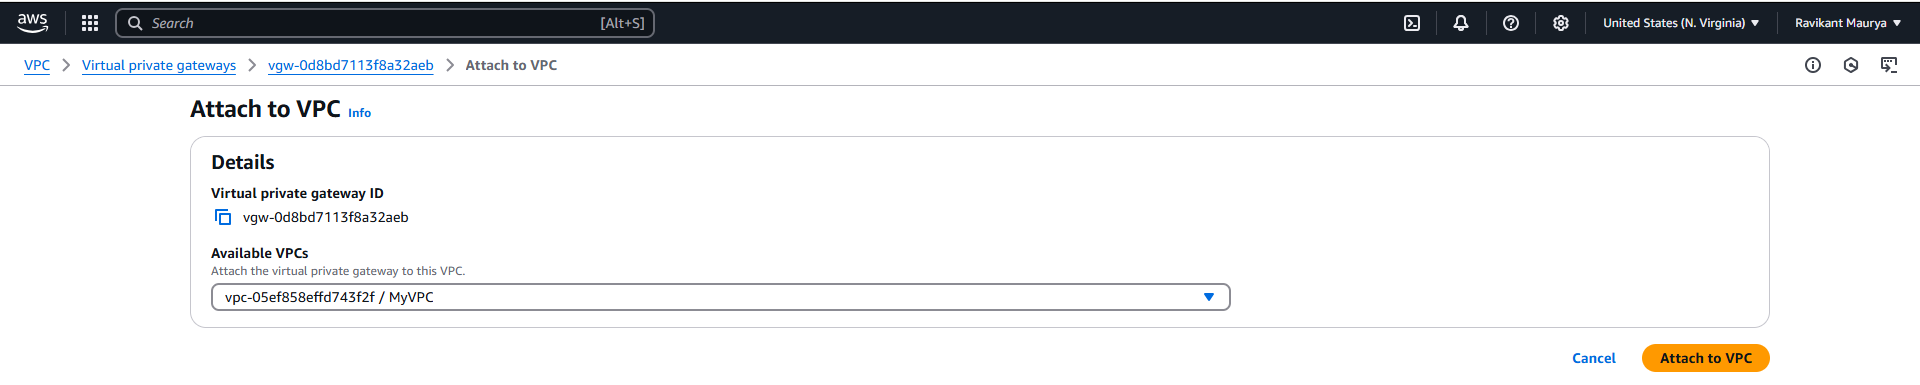 aws Search [Alt+S] United States (N. Virginia) Ravikant Maurya
VPC Virtual private gateways vgw-0d8bd7113f8a32aeb Attach to VPC
Attach to VPC Info
Details
Virtual private gateway ID
vgw-0d8bd7113f8a32aeb
Available VPCs
Attach the virtual private gateway to this VPC.
vpc-05ef858effd743f2f / MyVPC
Cancel Attach to VPC